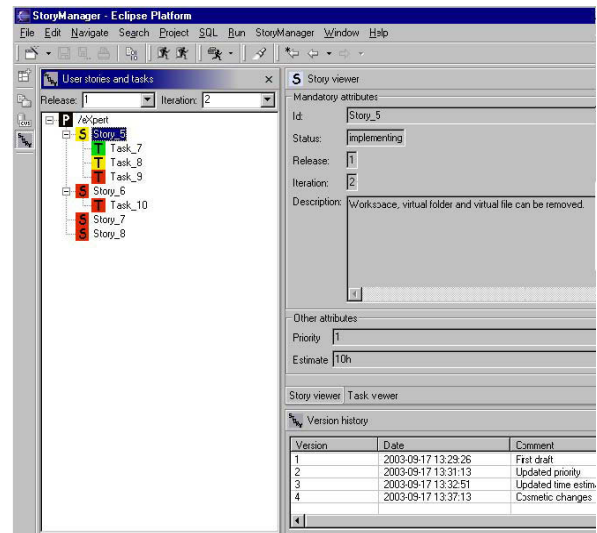 StoryManager - Eclipse Platform
File Edit Navigate Search Project SQL Run StoryManager Window Help
User stories and tasks
Release: 1 Iteration: 2
P /eXpert
S Story_5
T Task_7
T Task_8
T Task_9
S Story_6
T Task_10
S Story_7
S Story_8
S Story viewer
Mandatory attributes
Id: Story_5
Status: implementing
Release: 1
Iteration: 2
Description: Workspace, virtual folder and virtual file can be removed.
Other attributes
Priority 1
Estimate 10h
Story viewer Task viewer
Version history
Version Date Comment
1 2003-09-17 13:29:26 First draft
2 2003-09-17 13:31:13 Updated priority
3 2003-09-17 13:32:51 Updated time estim
4 2003-09-17 13:37:13 Cosmetic changes